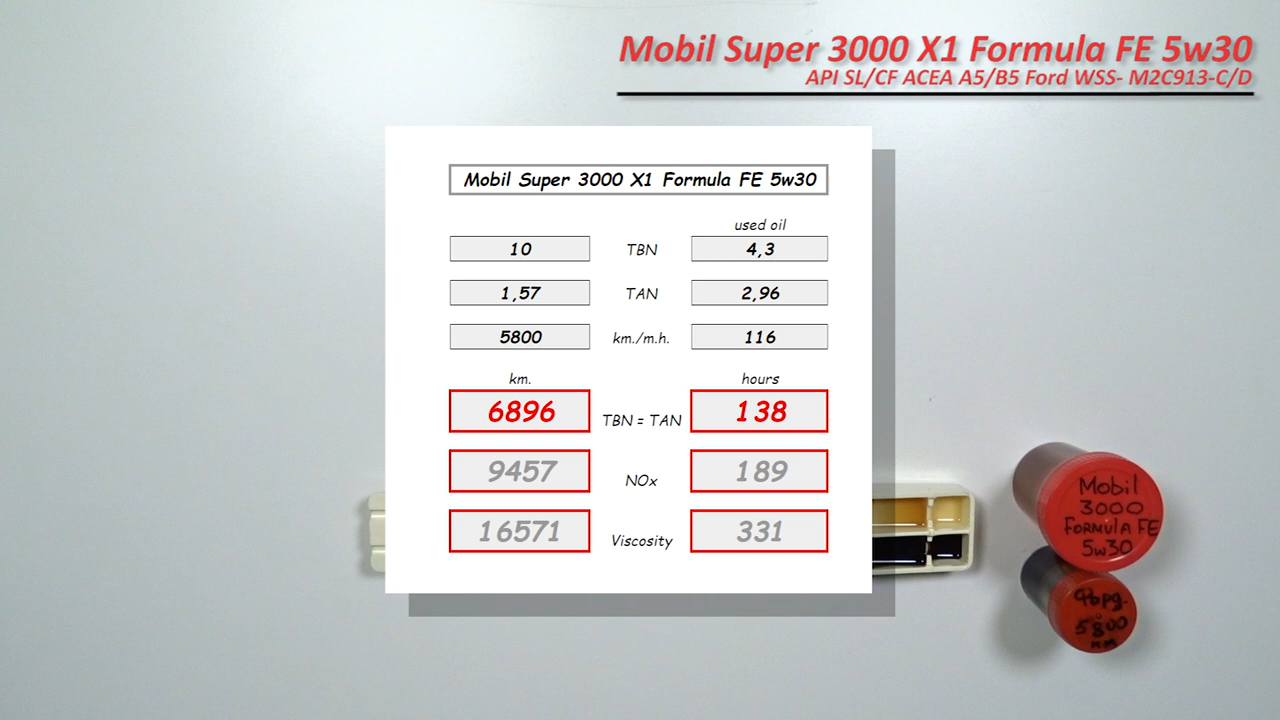 Mobil Super 3000 X1 Formula FE 5w30
API SL/CF ACEA A5/B5 Ford WSS- M2C913-C/D
Mobil Super 3000 X1 Formula FE 5w30
used oil
10 TBN 4,3
1,57 TAN 2,96
5800 km./m.h. 116
km. hours
6896 TBN = TAN 138
9457 NOx 189
16571 Viscosity 331
Mobil
3000
Formula FE
5w30
Форд.
5800
км